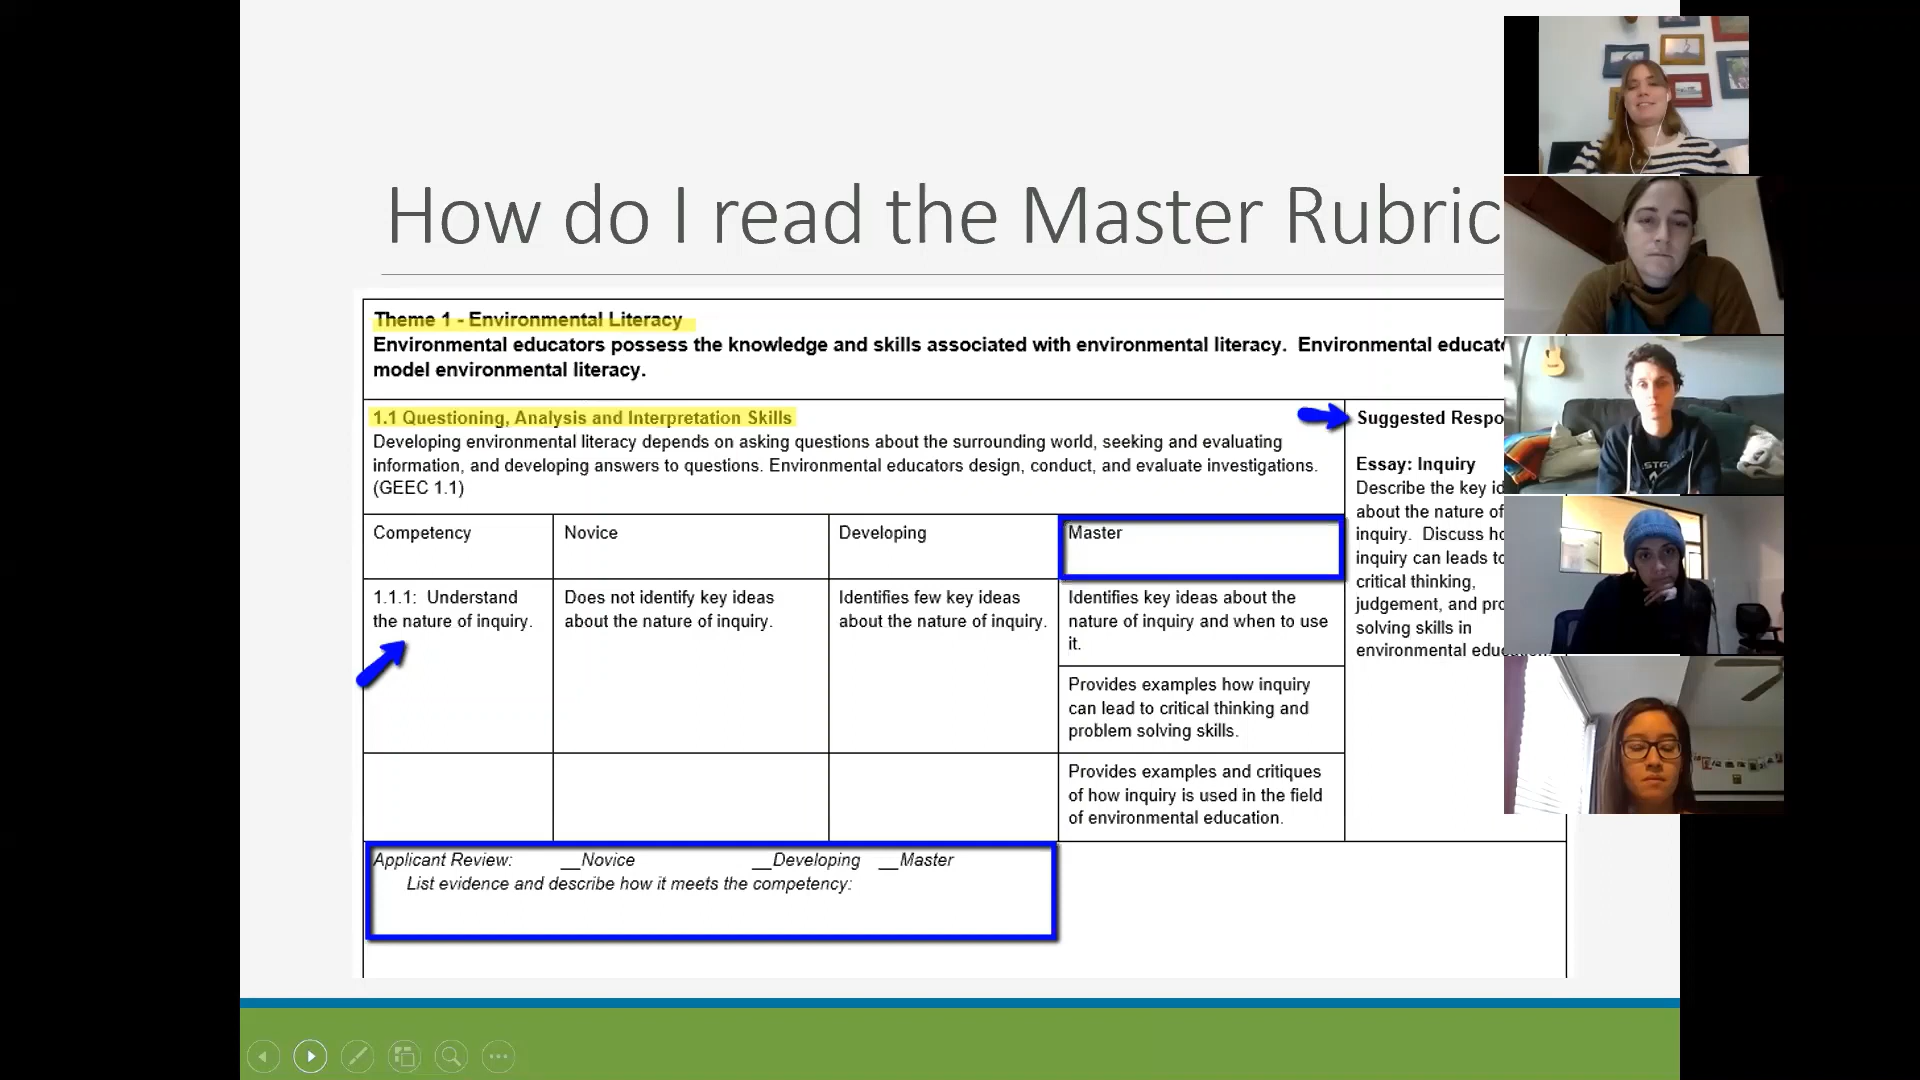 How do I read the Master Rubric
Theme 1 - Environmental Literacy
Environmental educators possess the knowledge and skills associated with environmental literacy. Environmental
model environmental literacy.
1.1 Questioning, Analysis and Interpretation Skills
Developing environmental literacy depends on asking questions about the surrounding world, seeking and evaluating
information, and developing answers to questions. Environmental educators design, conduct, and evaluate investigations.
(GEEC 1.1)
Suggested
Essay: Inquiry
Describe the key
about the nature of
inquiry. Discuss
inquiry can leads to
critical thinking,
judgement, and
solving skills in
environmental
Competency
Novice
Developing
Master
1.1.1: Understand
the nature of inquiry.
Does not identify key ideas
about the nature of inquiry.
Identifies few key ideas
about the nature of inquiry.
Identifies key ideas about the
nature of inquiry and when to use
it.
Provides examples how inquiry
can lead to critical thinking and
problem solving skills.
Provides examples and critiques
of how inquiry is used in the field
of environmental education.
Applicant Review: __Novice __Developing __Master
List evidence and describe how it meets the competency: